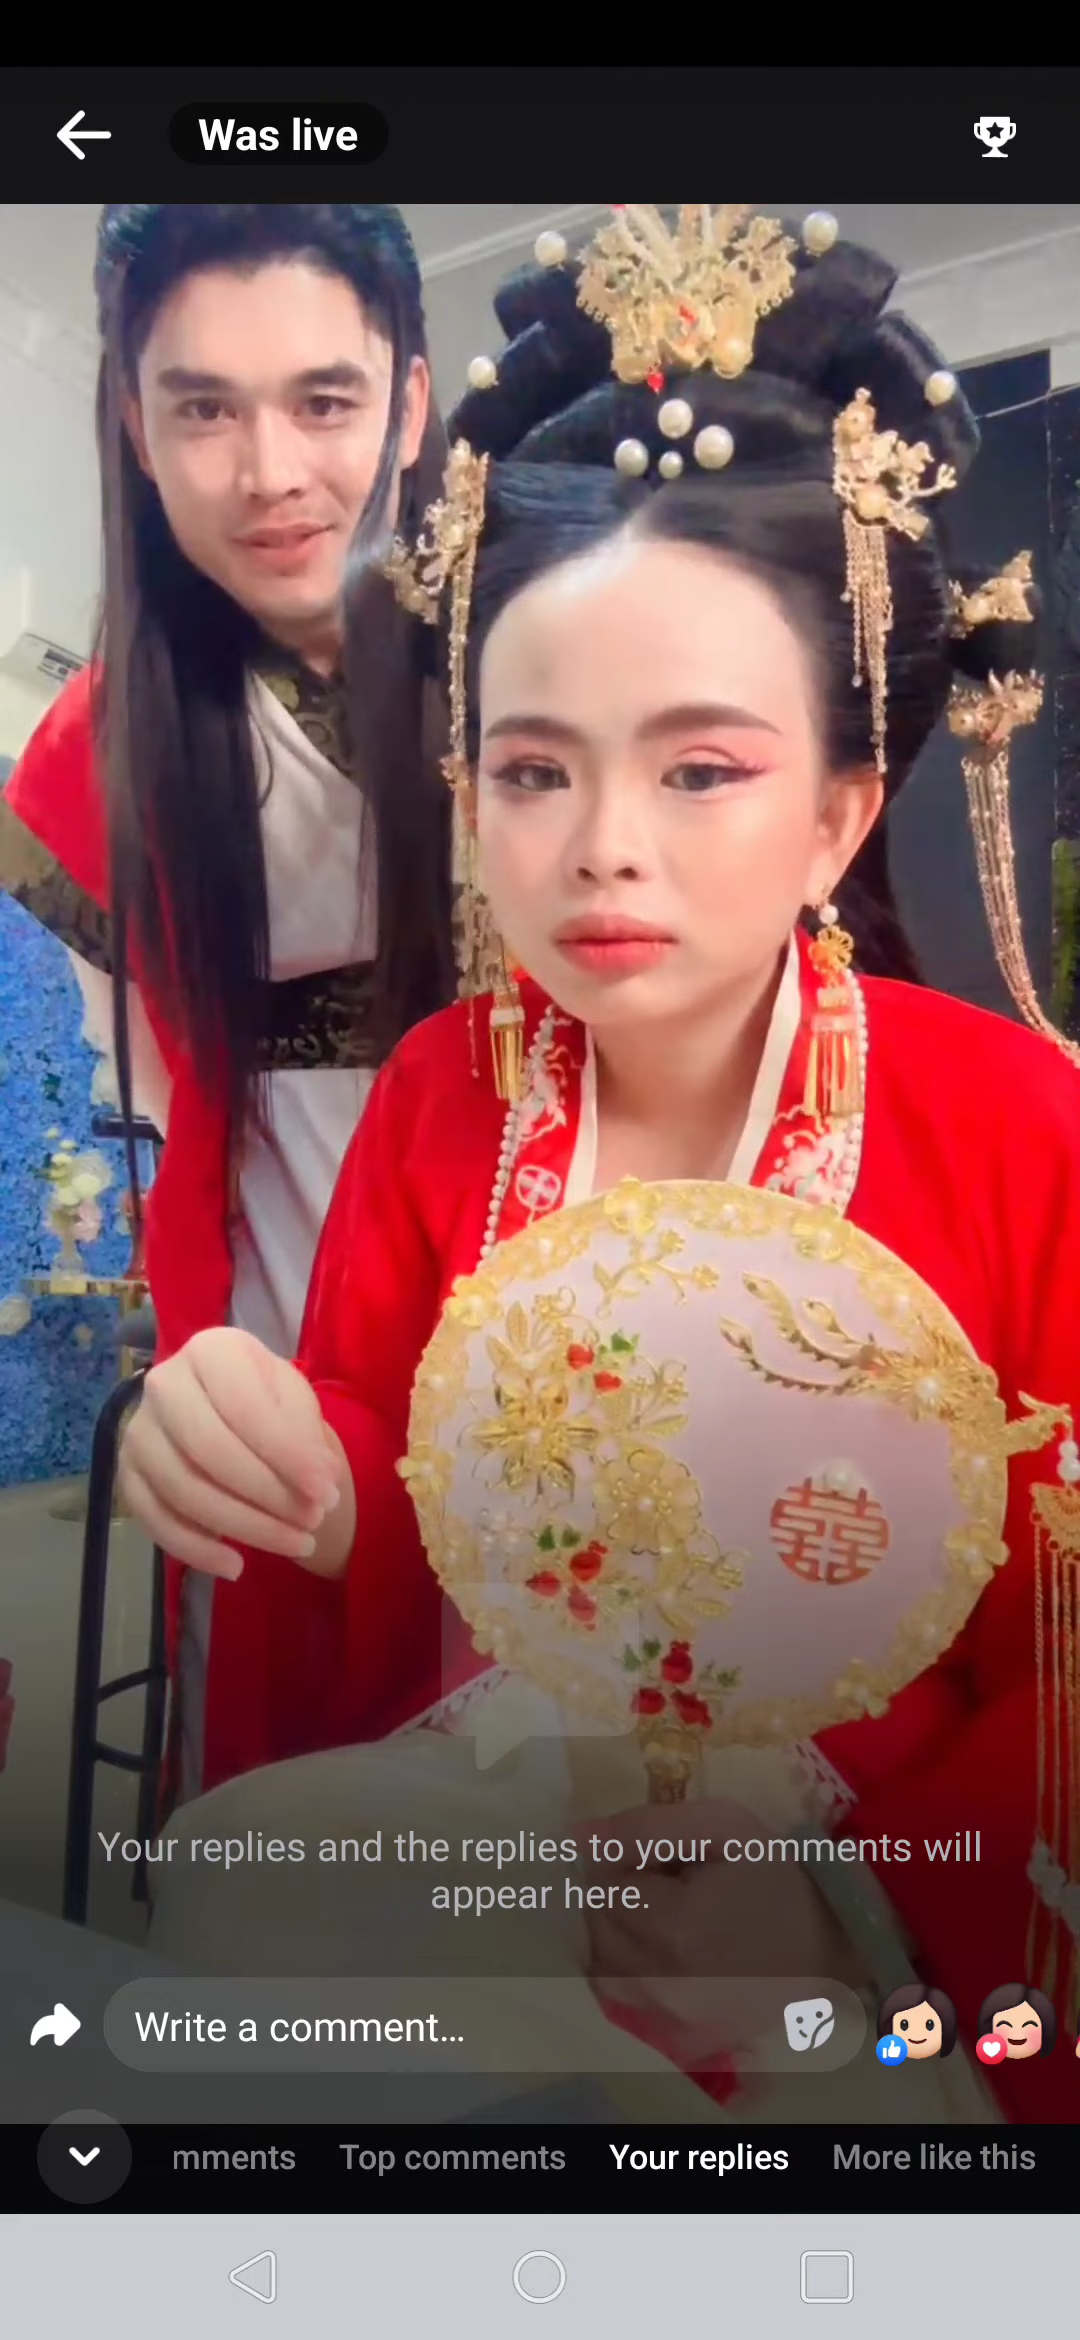 Was live
囍
Your replies and the replies to your comments will
appear here.
Write a comment...
mments
Top comments
Your replies
More like this